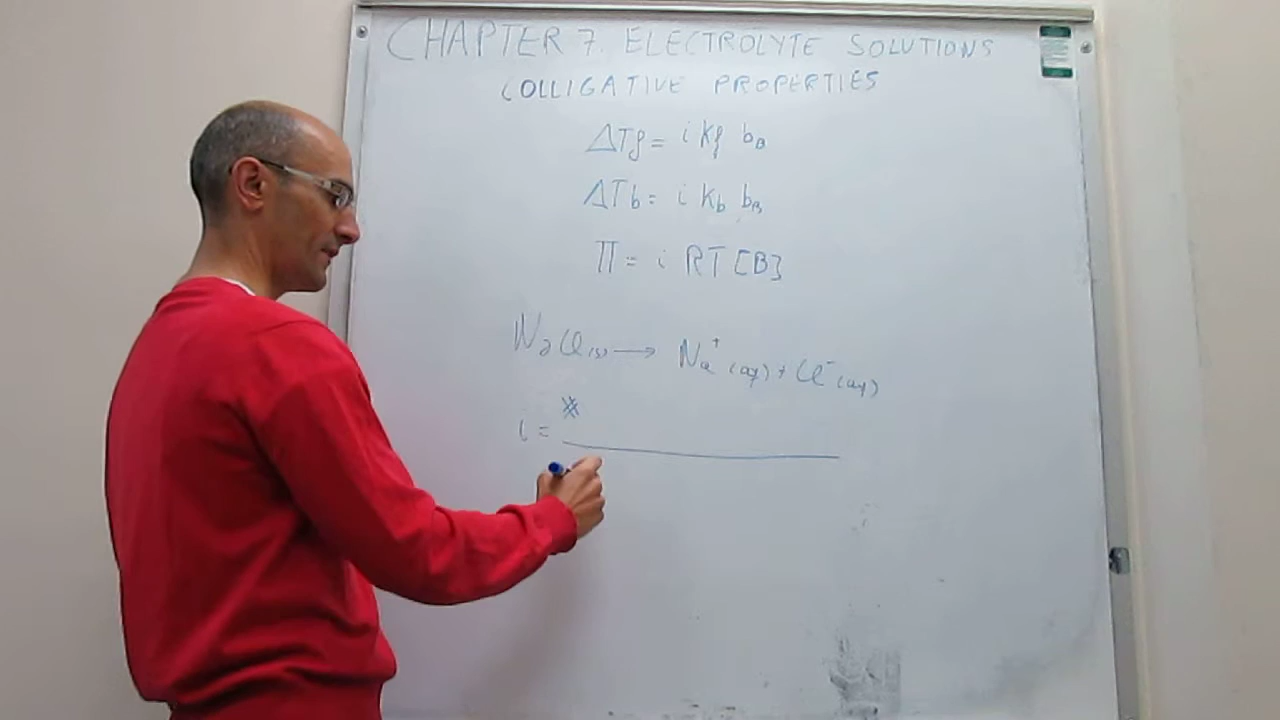 CHAPTER 7. ELECTROLYTE SOLUTIONS
COLLIGATIVE PROPERTIES
ΔTf = i Kf bB
ΔTb = i Kb bB
Π = i RT [B]
NaCl(s) → Na⁺(aq) + Cl⁻(aq)
i = #